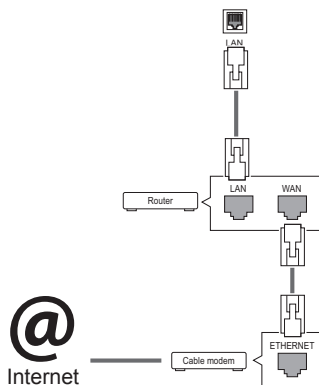 LAN
LAN WAN
Router
@
ETHERNET
Cable modem
Internet